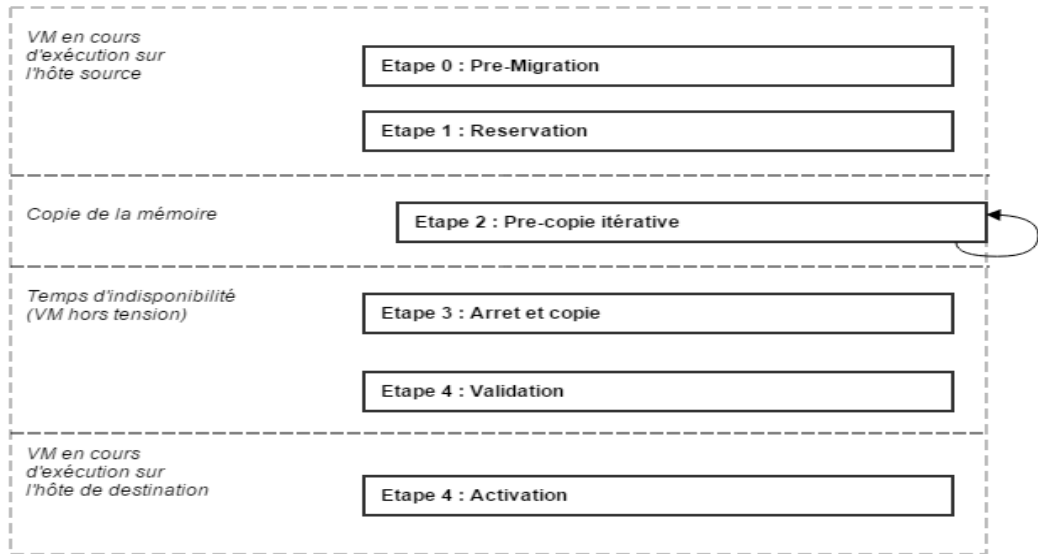 VM en cours
d'exécution sur
l'hôte source
Etape 0 : Pre-Migration
Etape 1 : Reservation
Copie de la mémoire
Etape 2 : Pre-copie itérative
Temps d'indisponibilité
(VM hors tension)
Etape 3 : Arret et copie
Etape 4 : Validation
VM en cours
d'exécution sur
l'hôte de destination
Etape 4 : Activation